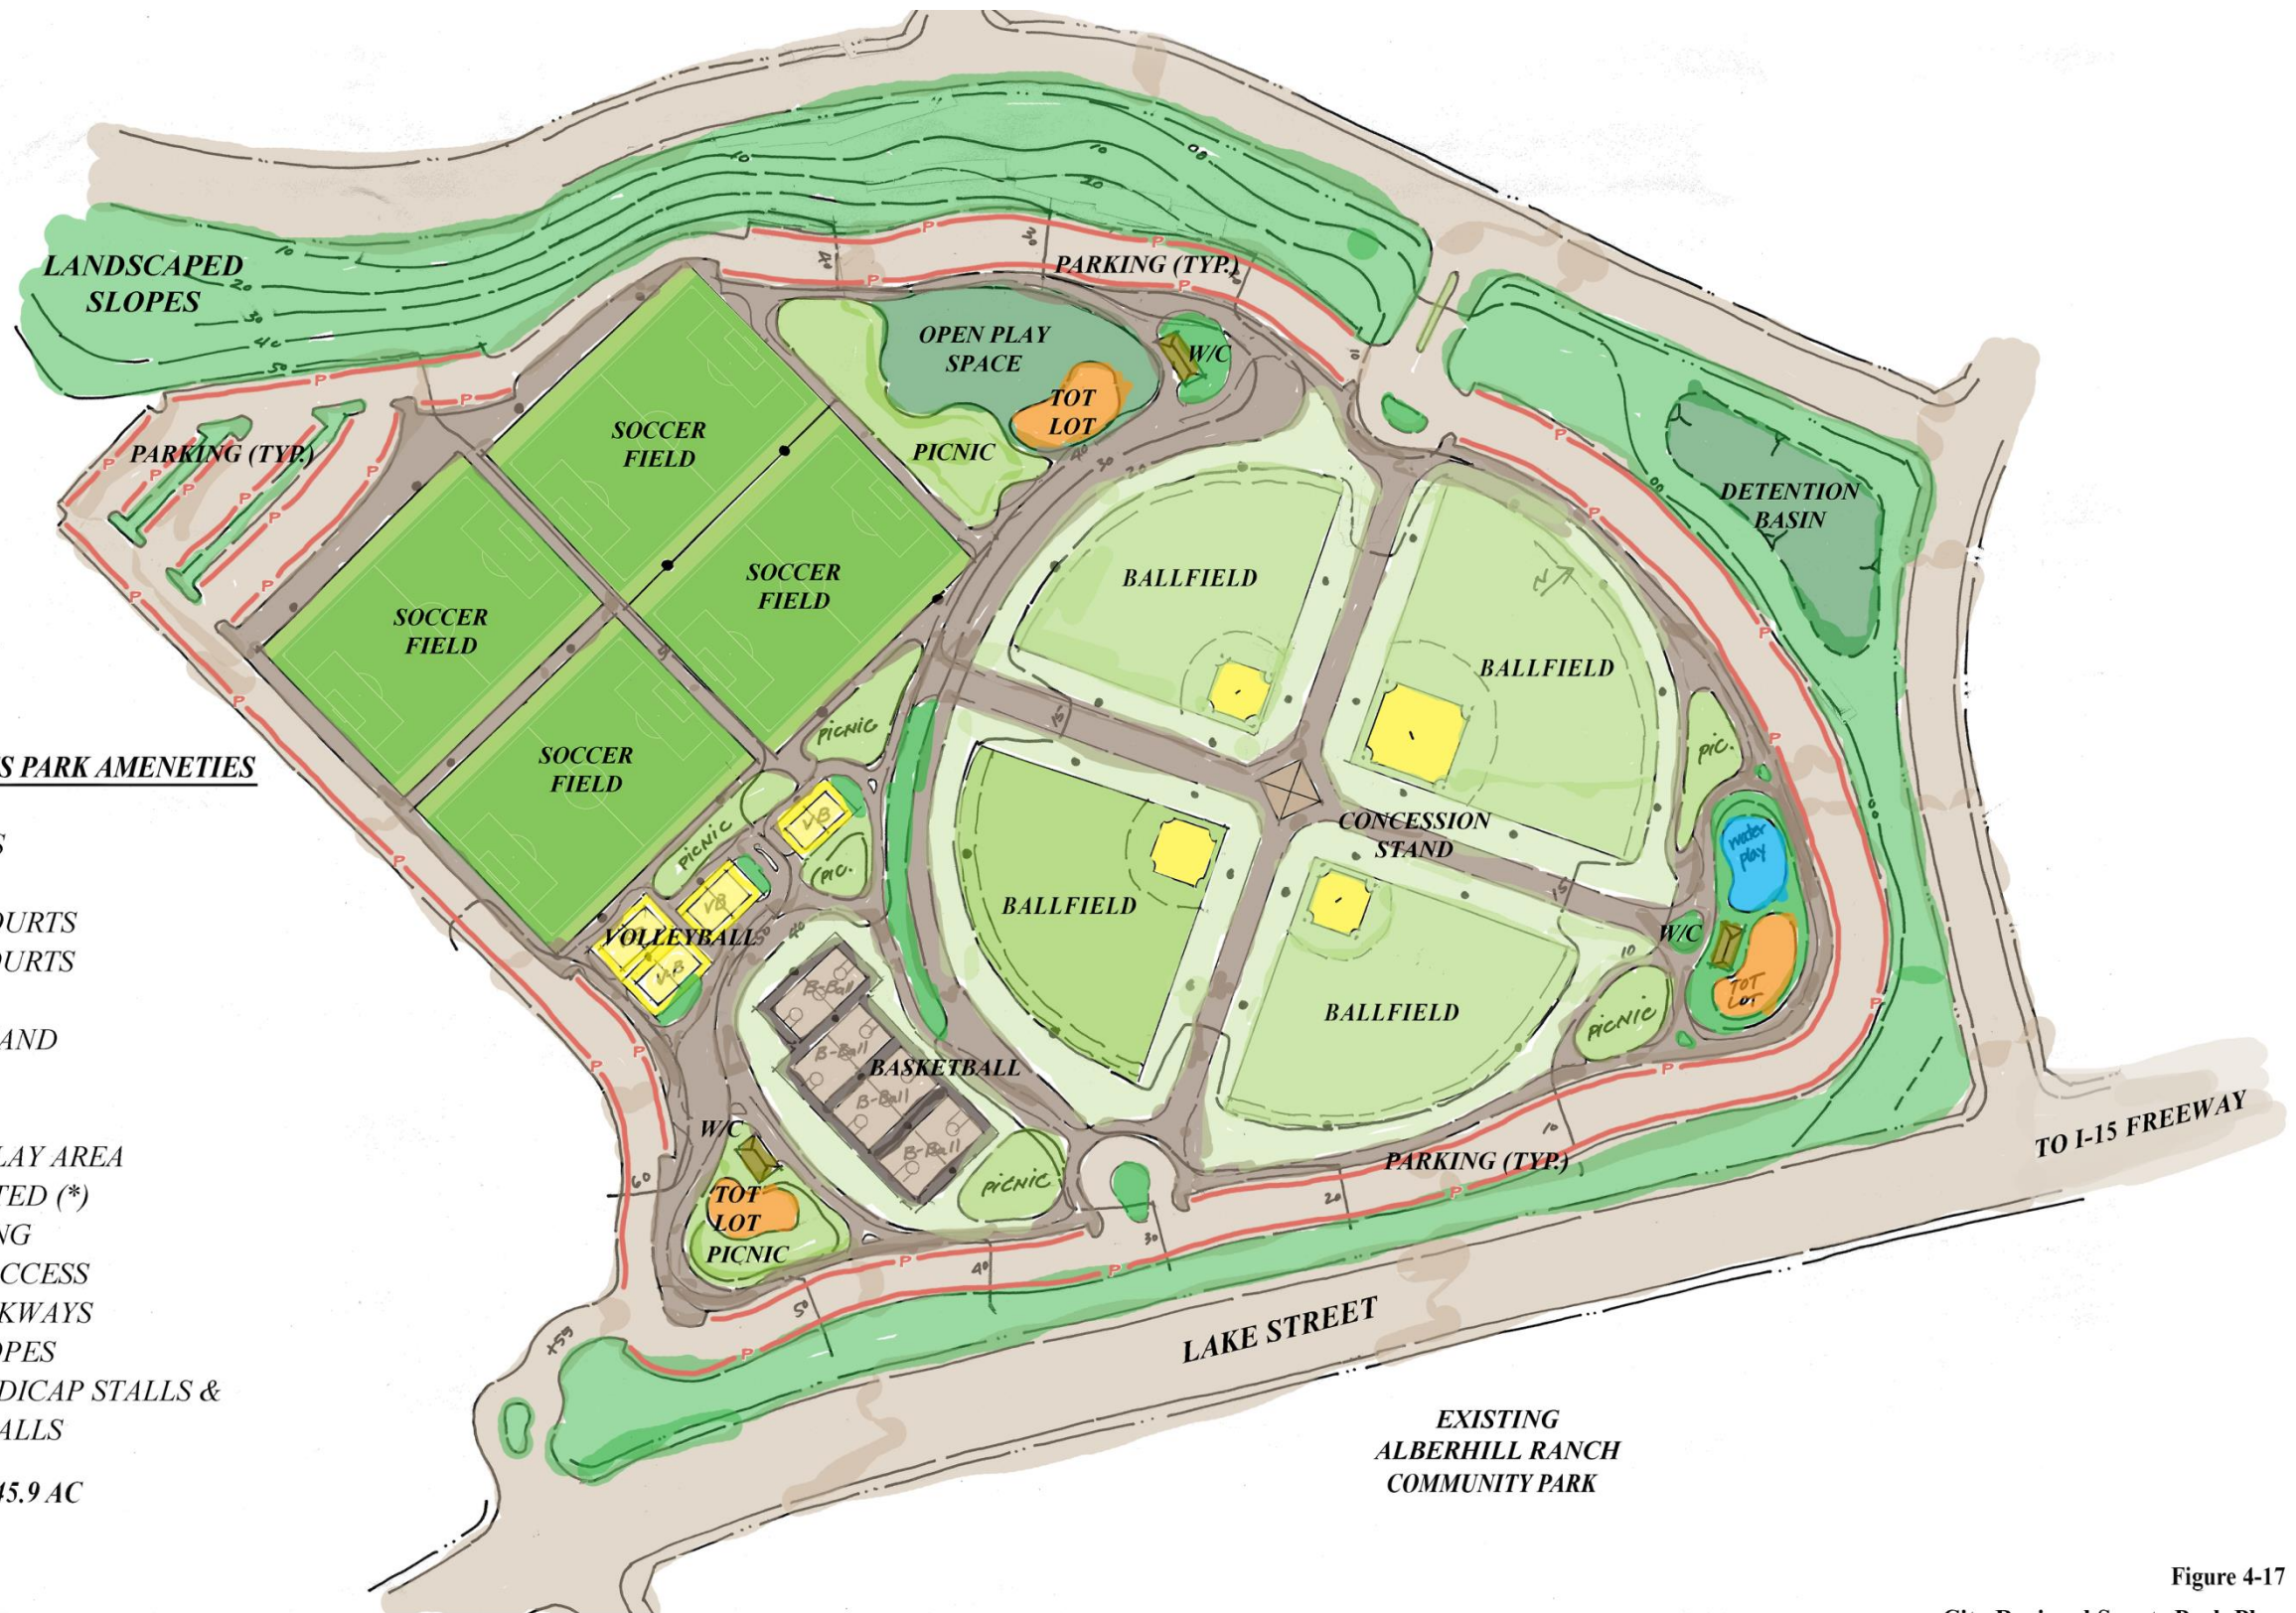 LANDSCAPED
SLOPES
PARKING (TYP.)
PARKING (TYP.)
OPEN PLAY
SPACE
W/C
TOT
LOT
PICNIC
SOCCER
FIELD
SOCCER
FIELD
SOCCER
FIELD
SOCCER
FIELD
BALLFIELD
BALLFIELD
BALLFIELD
BALLFIELD
DETENTION
BASIN
PICNIC
PIC.
PICNIC
VB
PIC.
VB
VOLLEYBALL
V-B
CONCESSION
STAND
water
play
W/C
TOT
LOT
PICNIC
B-Ball
B-Ball
BASKETBALL
B-Ball
B-Ball
W/C
TOT
LOT
PICNIC
PICNIC
PARKING (TYP.)
TO I-15 FREEWAY
LAKE STREET
EXISTING
ALBERHILL RANCH
COMMUNITY PARK
S PARK AMENETIES
S
OURTS
OURTS
AND
LAY AREA
TED (*)
NG
CCESS
KWAYS
OPES
DICAP STALLS &
ALLS
45.9 AC
Figure 4-17